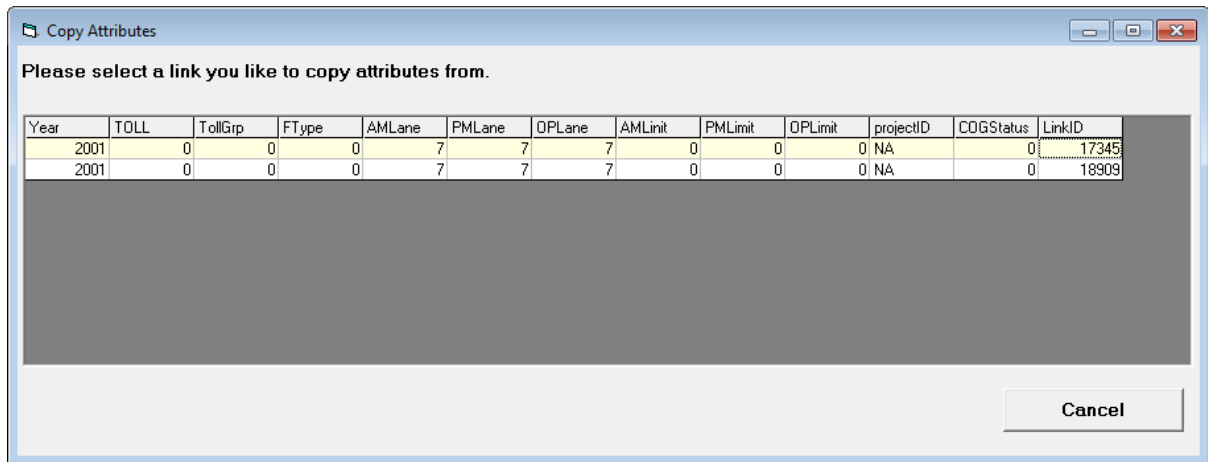 Copy Attributes
Please select a link you like to copy attributes from.
Year TOLL TollGrp FType AMLane PMLane OPLane AMLinit PMLimit OPLimit projectID COGStatus LinkID
2001 0 0 0 7 7 7 0 0 0 NA 0 17345
2001 0 0 0 7 7 7 0 0 0 NA 0 18909
Cancel